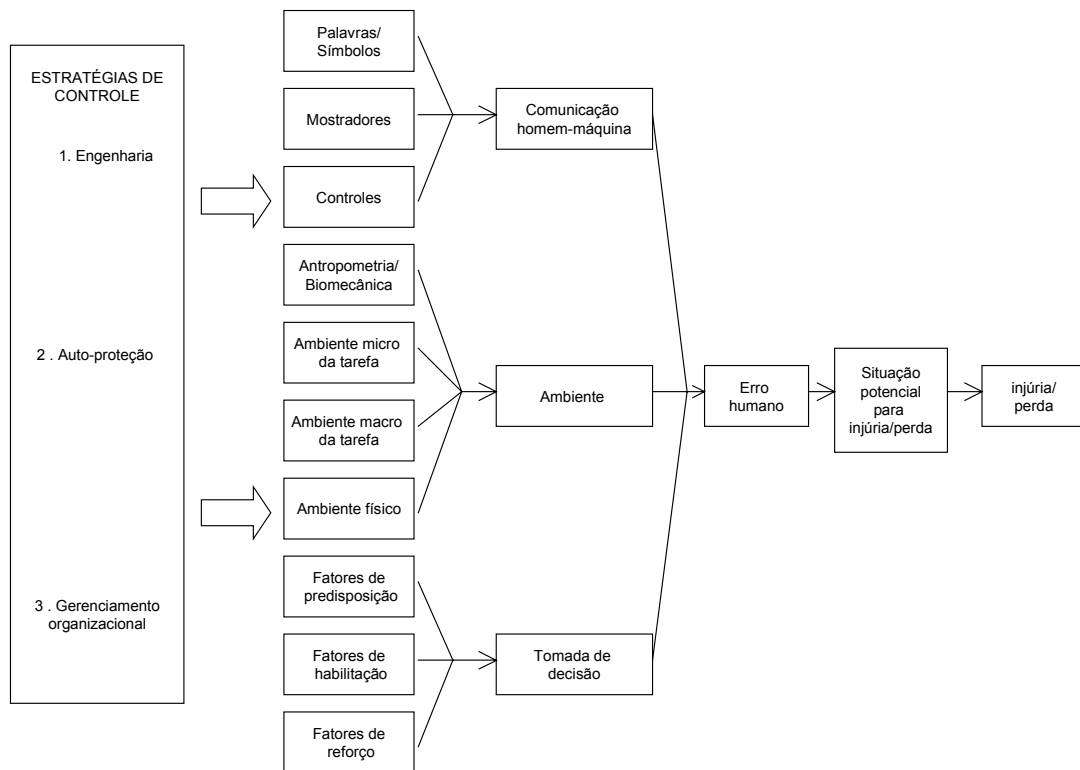 ESTRATÉGIAS DE
CONTROLE
1. Engenharia
2 . Auto-proteção
3 . Gerenciamento
organizacional
Palavras/
Símbolos
Mostradores
Controles
Antropometria/
Biomecânica
Ambiente micro
da tarefa
Ambiente macro
da tarefa
Ambiente físico
Fatores de
predisposição
Fatores de
habilitação
Fatores de
reforço
Comunicação
homem-máquina
Ambiente
Tomada de
decisão
Erro
humano
Situação
potencial
para
injúria/perda
injúria/
perda